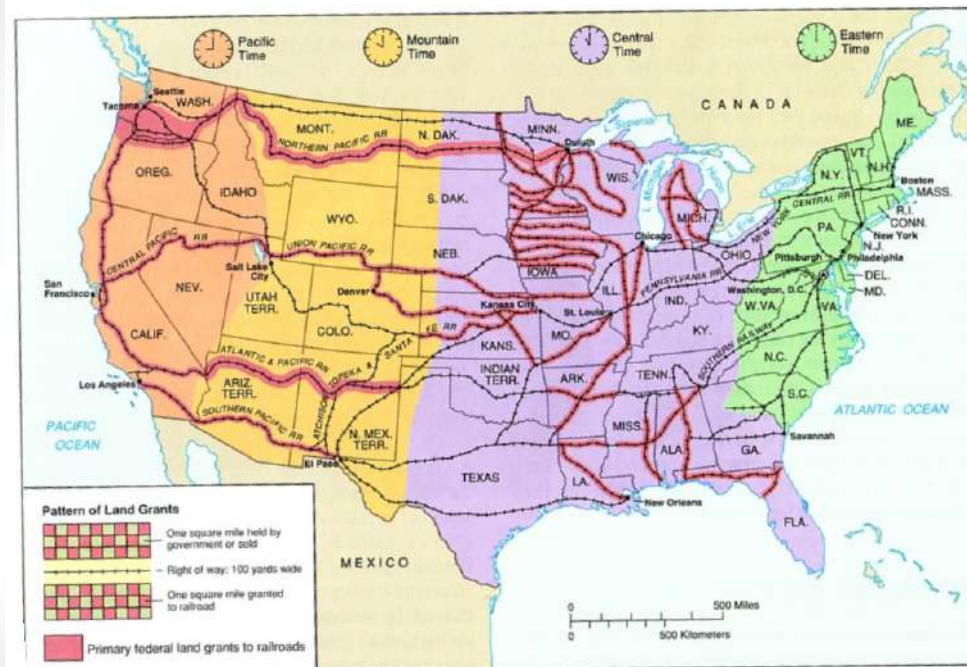 Pacific
Time
Mountain
Time
Central
Time
Eastern
Time
CANADA
Seattle
Tacoma
WASH.
MONT.
NORTHERN PACIFIC RR
N. DAK.
MINN.
L. Superior
Duluth
ME.
VT.
N.H.
OREG.
IDAHO
WYO.
S. DAK.
WIS.
L. Michigan
L. Huron
MICH.
N.Y.
Boston
MASS.
NEW YORK CENTRAL RR
R.I.
CONN.
L. Erie
CENTRAL PACIFIC RR
UNION PACIFIC RR
NEB.
IOWA
Chicago
OHIO
PA.
New York
N.J.
Pittsburgh
Philadelphia
PENNSYLVANIA RR
DEL.
MD.
San
Francisco
NEV.
Salt Lake
City
UTAH
TERR.
Denver
COLO.
Kansas City
ILL.
IND.
Washington, D.C.
W.VA.
VA.
St. Louis
CALIF.
ATCHISON TOPEKA & SANTA FE RR
KANS.
MO.
KY.
SOUTHERN RAILWAY
N.C.
ATLANTIC & PACIFIC RR
INDIAN
TERR.
ARK.
TENN.
S.C.
Los Angeles
ARIZ.
TERR.
SOUTHERN PACIFIC RR
N. MEX.
TERR.
MISS.
ALA.
GA.
Savannah
ATLANTIC OCEAN
PACIFIC
OCEAN
El Paso
TEXAS
LA.
New Orleans
FLA.
MEXICO
Pattern of Land Grants
One square mile held by
government or sold
Right of way: 100 yards wide
One square mile granted
to railroad
Primary federal land grants to railroads
0 500 Miles
0 500 Kilometers